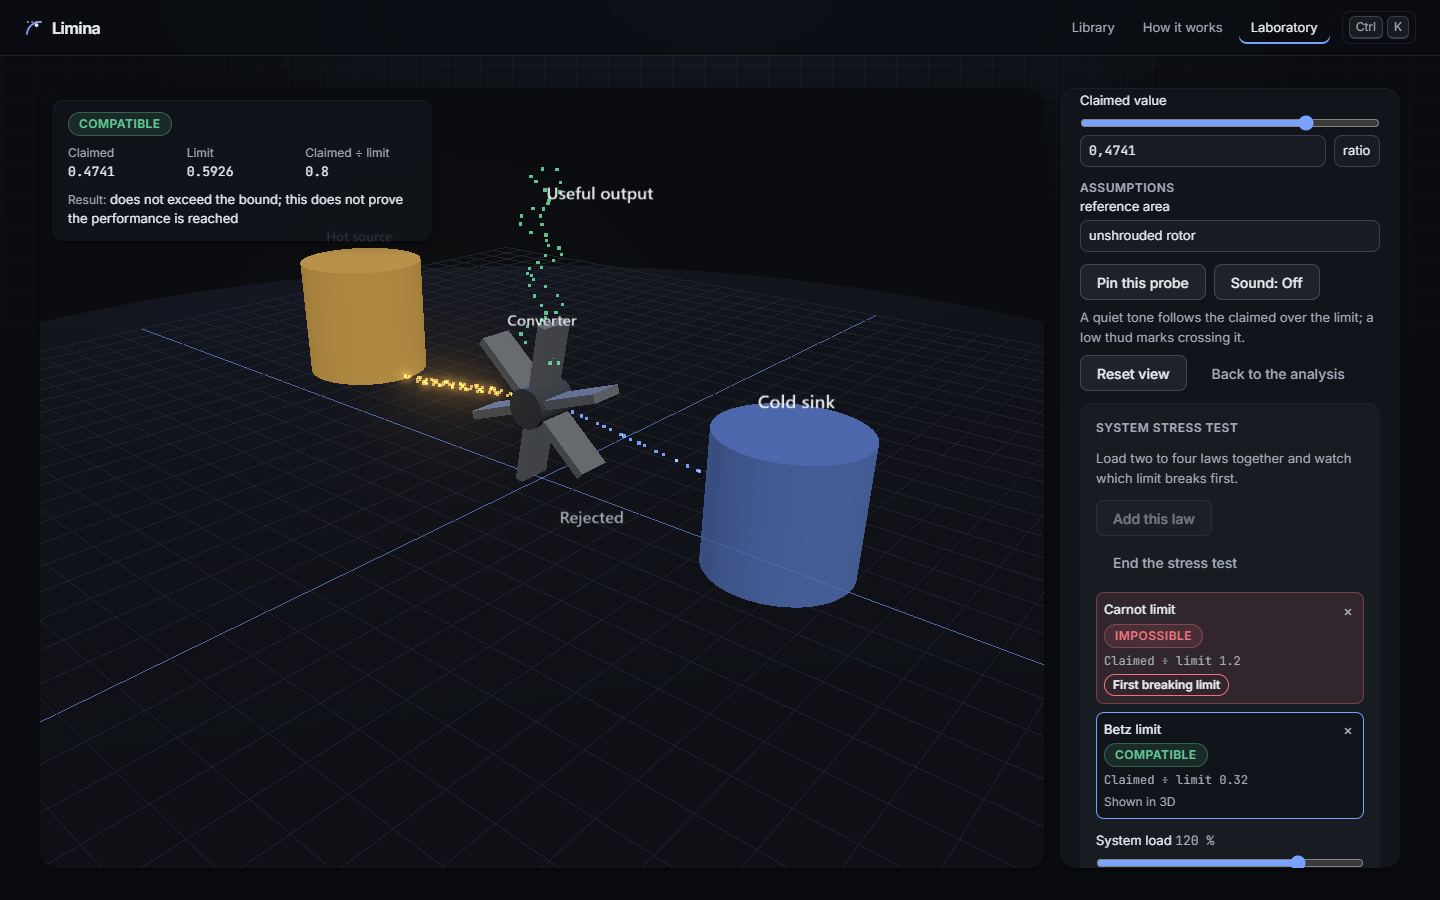 Limina
Library
How it works
Laboratory
Ctrl
K
COMPATIBLE
Claimed
Limit
Claimed ÷ limit
0.4741
0.5926
0.8
Result: does not exceed the bound; this does not prove
the performance is reached
Hot source
Useful output
Converter
Cold sink
Rejected
Claimed value
0,4741
ratio
ASSUMPTIONS
reference area
unshrouded rotor
Pin this probe
Sound: Off
A quiet tone follows the claimed over the limit; a
low thud marks crossing it.
Reset view
Back to the analysis
SYSTEM STRESS TEST
Load two to four laws together and watch
which limit breaks first.
Add this law
End the stress test
Carnot limit
×
IMPOSSIBLE
Claimed ÷ limit 1.2
First breaking limit
Betz limit
×
COMPATIBLE
Claimed ÷ limit 0.32
Shown in 3D
System load 120 %